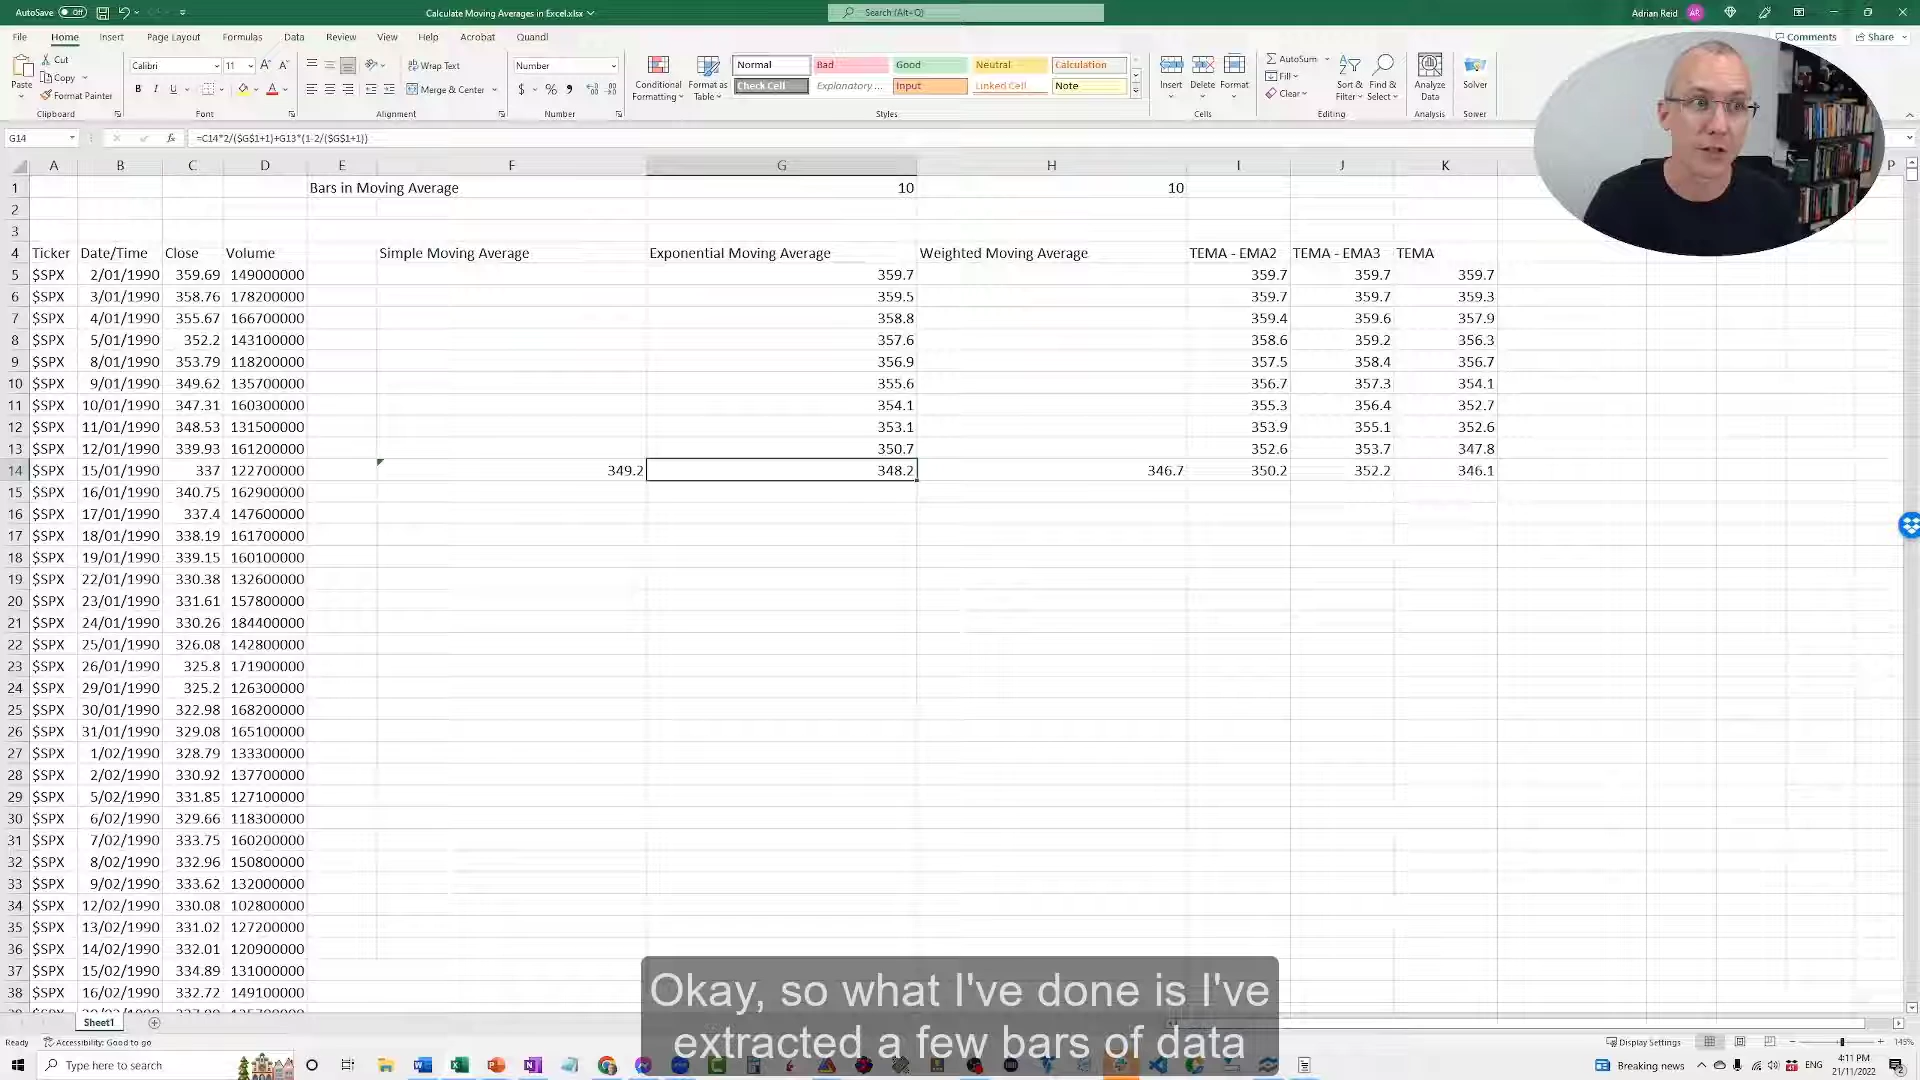 AutoSave Off
Calculate Moving Averages in Excel.xlsx
Search (Alt+Q)
Adrian Reid AR
File Home Insert Page Layout Formulas Data Review View Help Acrobat Quandl
Comments Share
Paste Cut Copy Format Painter Clipboard
Calibri 11 B I U Font
Wrap Text Merge & Center Alignment
Number $ % Number
Conditional Formatting Format as Table
Normal Bad Good Neutral Calculation
Check Cell Explanatory ... Input Linked Cell Note
Styles
Insert Delete Format Cells
AutoSum Fill Clear Sort & Filter Find & Select Editing
Analyze Data Analysis
Solver
G14 fx =C14*2/($G$1+1)+G13*(1-2/($G$1+1))
A B C D E F G H I J K P
1 Bars in Moving Average 10 10
2
3
4 Ticker Date/Time Close Volume Simple Moving Average Exponential Moving Average Weighted Moving Average TEMA - EMA2 TEMA - EMA3 TEMA
5 $SPX 2/01/1990 359.69 149000000 359.7 359.7 359.7 359.7
6 $SPX 3/01/1990 358.76 178200000 359.5 359.7 359.7 359.3
7 $SPX 4/01/1990 355.67 166700000 358.8 359.4 359.6 357.9
8 $SPX 5/01/1990 352.2 143100000 357.6 358.6 359.2 356.3
9 $SPX 8/01/1990 353.79 118200000 356.9 357.5 358.4 356.7
10 $SPX 9/01/1990 349.62 135700000 355.6 356.7 357.3 354.1
11 $SPX 10/01/1990 347.31 160300000 354.1 355.3 356.4 352.7
12 $SPX 11/01/1990 348.53 131500000 353.1 353.9 355.1 352.6
13 $SPX 12/01/1990 339.93 161200000 350.7 352.6 353.7 347.8
14 $SPX 15/01/1990 337 122700000 349.2 348.2 346.7 350.2 352.2 346.1
15 $SPX 16/01/1990 340.75 162900000
16 $SPX 17/01/1990 337.4 147600000
17 $SPX 18/01/1990 338.19 161700000
18 $SPX 19/01/1990 339.15 160100000
19 $SPX 22/01/1990 330.38 132600000
20 $SPX 23/01/1990 331.61 157800000
21 $SPX 24/01/1990 330.26 184400000
22 $SPX 25/01/1990 326.08 142800000
23 $SPX 26/01/1990 325.8 171900000
24 $SPX 29/01/1990 325.2 126300000
25 $SPX 30/01/1990 322.98 168200000
26 $SPX 31/01/1990 329.08 165100000
27 $SPX 1/02/1990 328.79 133300000
28 $SPX 2/02/1990 330.92 137700000
29 $SPX 5/02/1990 331.85 127100000
30 $SPX 6/02/1990 329.66 118300000
31 $SPX 7/02/1990 333.75 160200000
32 $SPX 8/02/1990 332.96 150800000
33 $SPX 9/02/1990 333.62 132000000
34 $SPX 12/02/1990 330.08 102800000
35 $SPX 13/02/1990 331.02 127200000
36 $SPX 14/02/1990 332.01 120900000
37 $SPX 15/02/1990 334.89 131000000
38 $SPX 16/02/1990 332.72 149100000
Okay, so what I've done is I've
extracted a few bars of data
Sheet1
Ready Accessibility: Good to go Display Settings 145%
Type here to search
Breaking news ENG 4:11 PM
21/11/2022